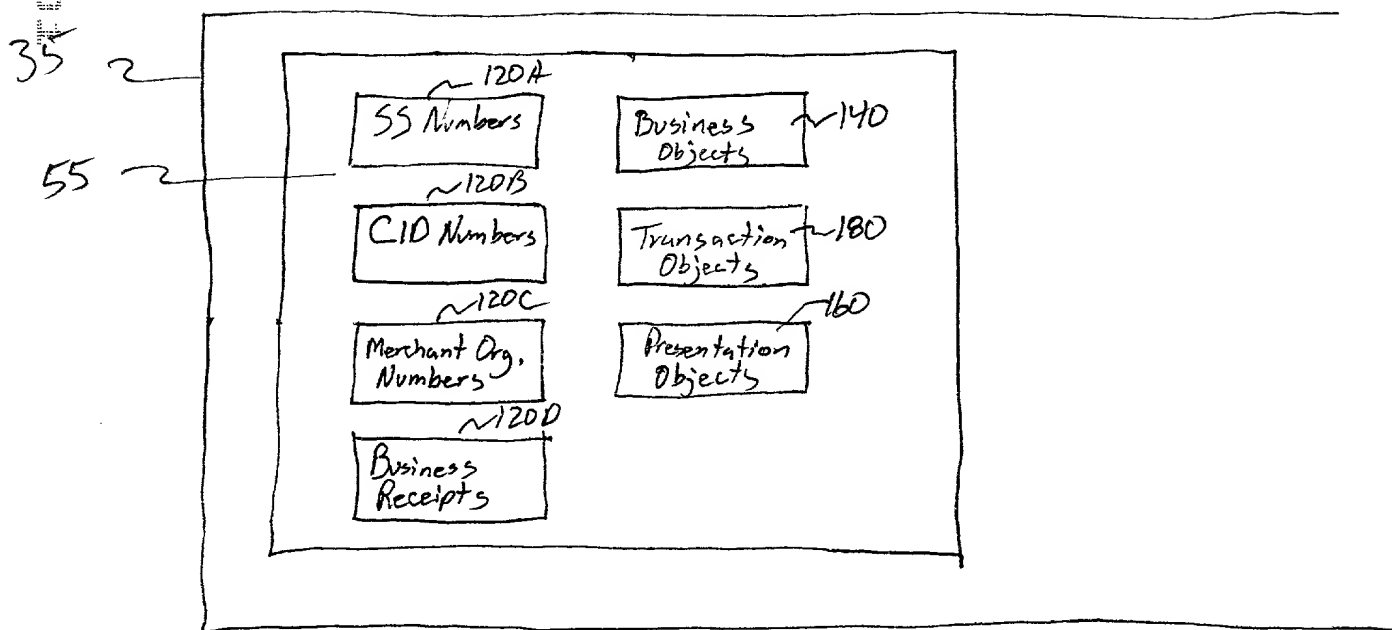 35
55
120A
SS Numbers
120B
CID Numbers
120C
Merchant Org.
Numbers
120D
Business
Receipts
Business
Objects
140
Transaction
Objects
180
Presentation
Objects
160